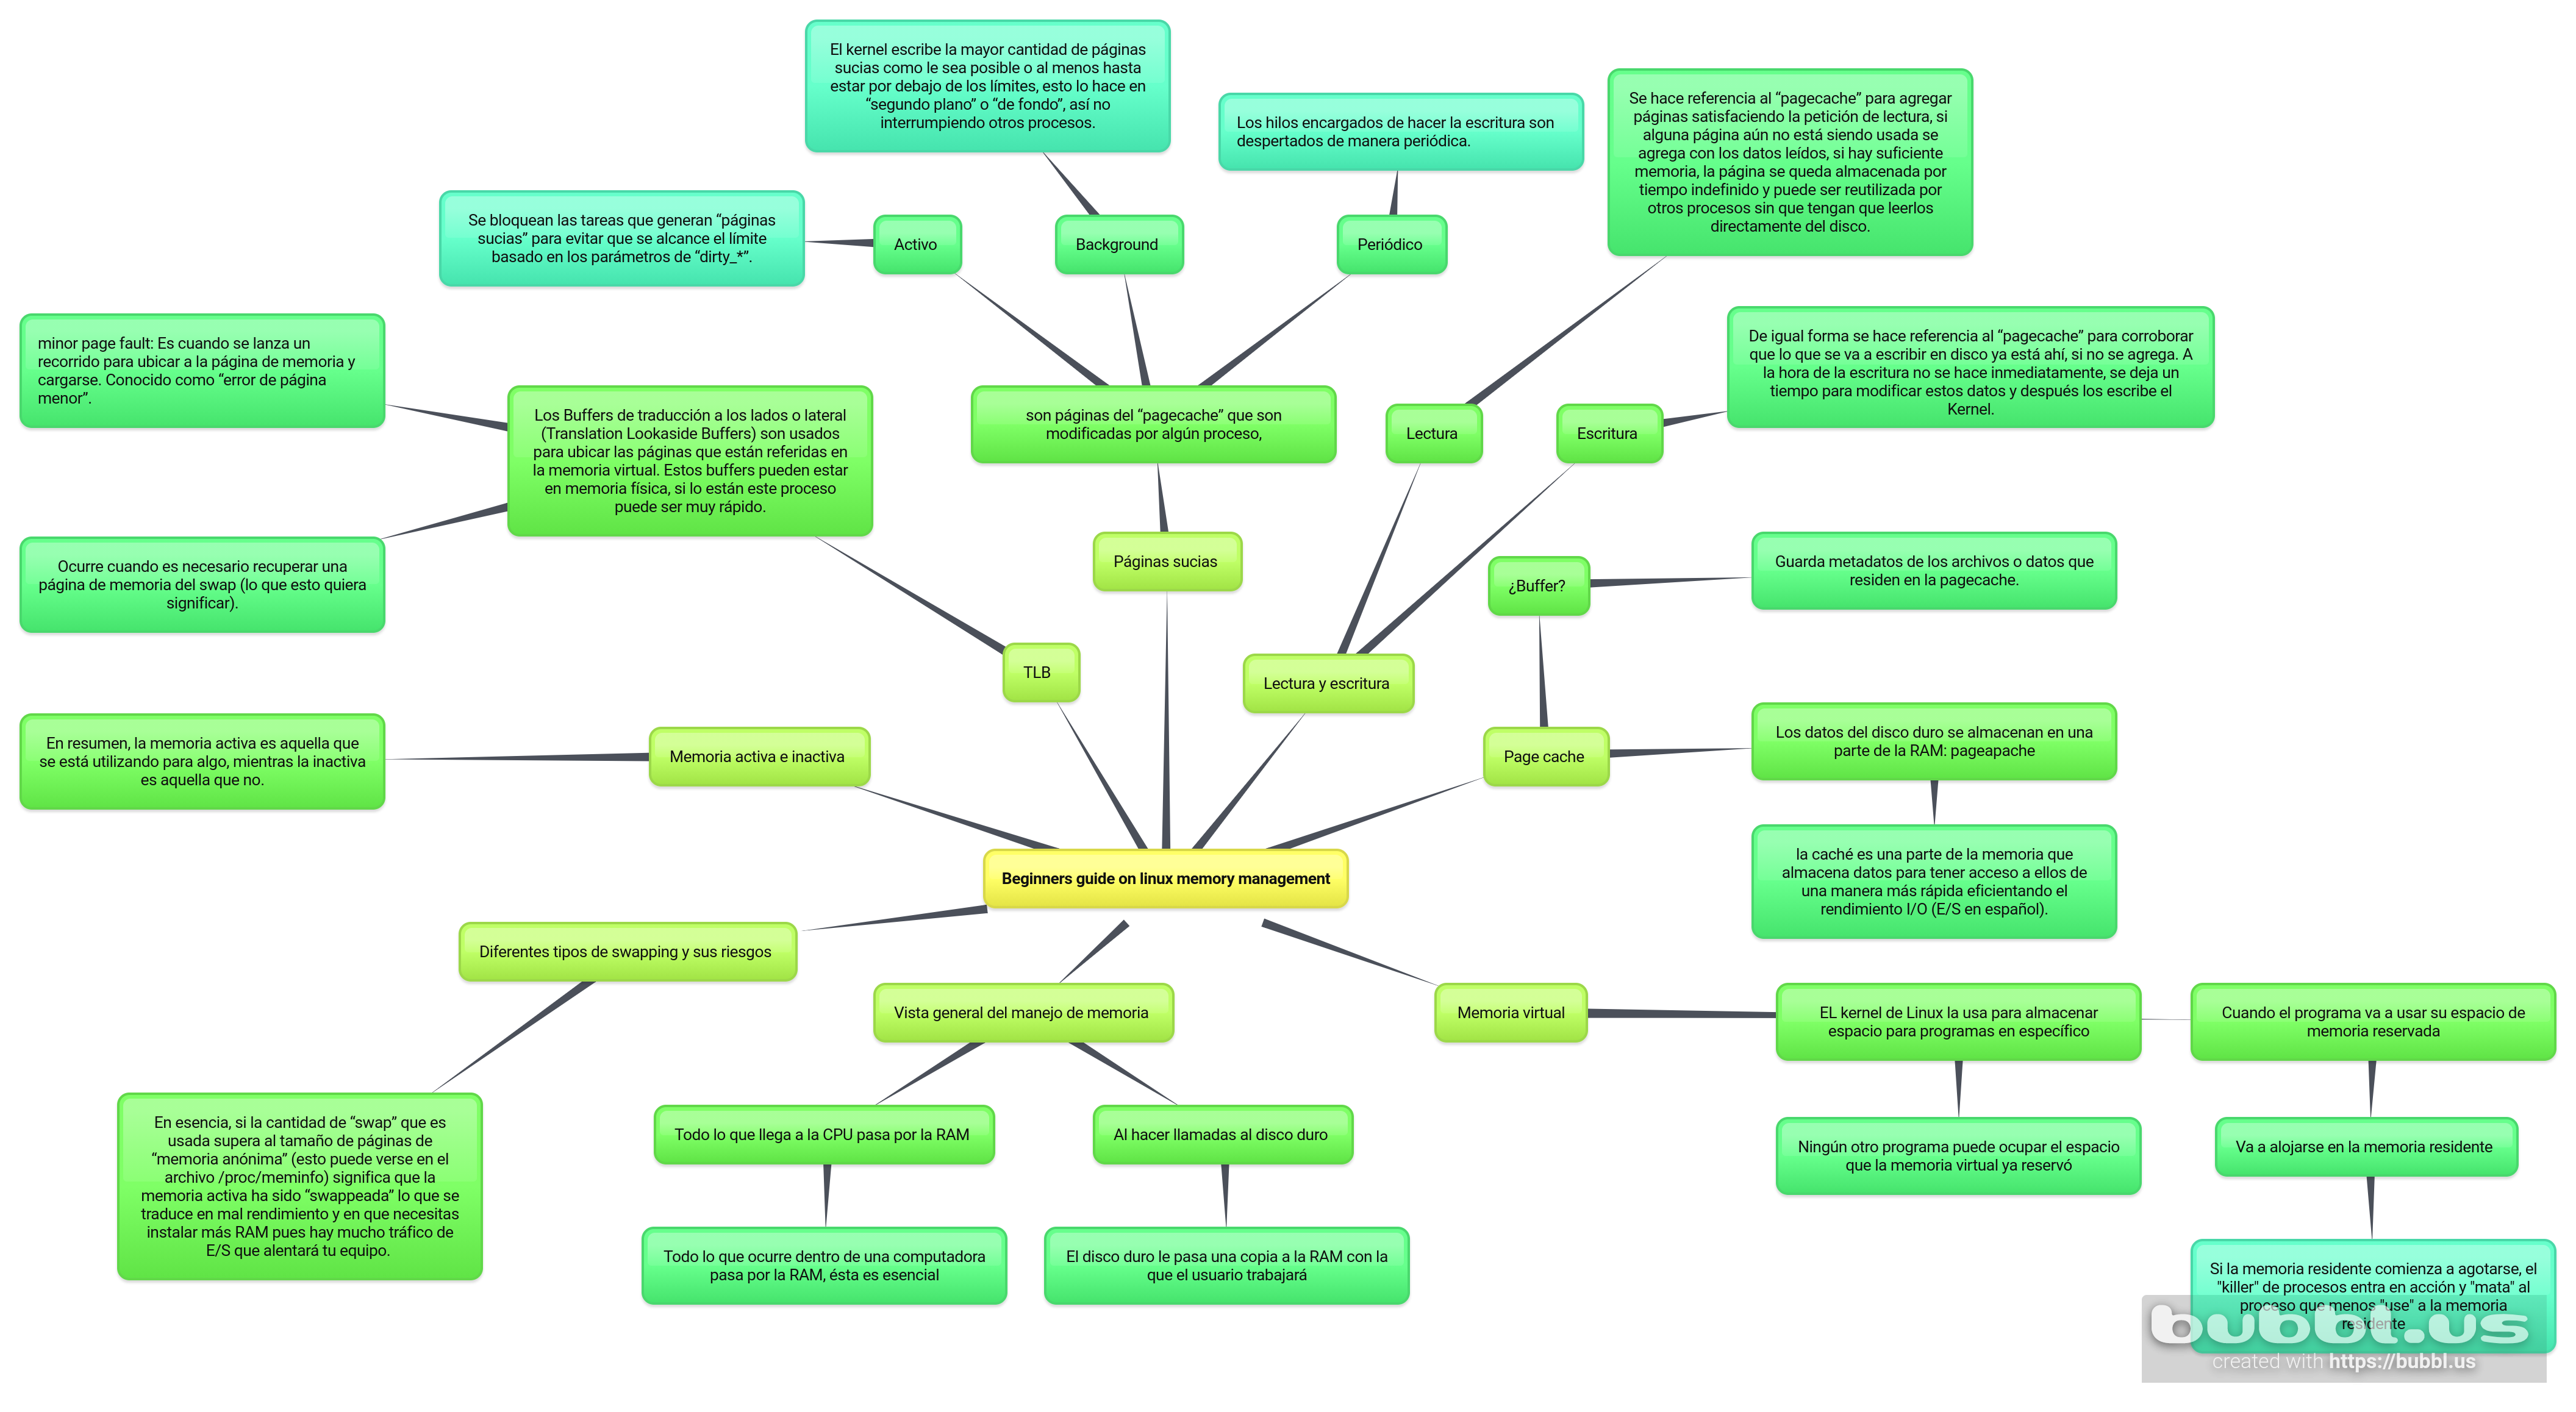 El kernel escribe la mayor cantidad de páginas
sucias como le sea posible o al menos hasta
estar por debajo de los límites, esto lo hace en
“segundo plano” o “de fondo”, así no
interrumpiendo otros procesos.
Los hilos encargados de hacer la escritura son
despertados de manera periódica.
Se hace referencia al “pagecache” para agregar
páginas satisfaciendo la petición de lectura, si
alguna página aún no está siendo usada se
agrega con los datos leídos, si hay suficiente
memoria, la página se queda almacenada por
tiempo indefinido y puede ser reutilizada por
otros procesos sin que tengan que leerlos
directamente del disco.
Se bloquean las tareas que generan “páginas
sucias” para evitar que se alcance el límite
basado en los parámetros de “dirty_*”.
Activo
Background
Periódico
minor page fault: Es cuando se lanza un
recorrido para ubicar a la página de memoria y
cargarse. Conocido como “error de página
menor”.
Los Buffers de traducción a los lados o lateral
(Translation Lookaside Buffers) son usados
para ubicar las páginas que están referidas en
la memoria virtual. Estos buffers pueden estar
en memoria física, si lo están este proceso
puede ser muy rápido.
son páginas del “pagecache” que son
modificadas por algún proceso,
Lectura
Escritura
De igual forma se hace referencia al “pagecache” para corroborar
que lo que se va a escribir en disco ya está ahí, si no se agrega. A
la hora de la escritura no se hace inmediatamente, se deja un
tiempo para modificar estos datos y después los escribe el
Kernel.
Ocurre cuando es necesario recuperar una
página de memoria del swap (lo que esto quiera
significar).
Páginas sucias
¿Buffer?
Guarda metadatos de los archivos o datos que
residen en la pagecache.
TLB
Lectura y escritura
En resumen, la memoria activa es aquella que
se está utilizando para algo, mientras la inactiva
es aquella que no.
Memoria activa e inactiva
Page cache
Los datos del disco duro se almacenan en una
parte de la RAM: pageapache
la caché es una parte de la memoria que
almacena datos para tener acceso a ellos de
una manera más rápida eficientando el
rendimiento I/O (E/S en español).
Beginners guide on linux memory management
Diferentes tipos de swapping y sus riesgos
Vista general del manejo de memoria
Memoria virtual
EL kernel de Linux la usa para almacenar
espacio para programas en específico
Cuando el programa va a usar su espacio de
memoria reservada
En esencia, si la cantidad de “swap” que es
usada supera al tamaño de páginas de
“memoria anónima” (esto puede verse en el
archivo /proc/meminfo) significa que la
memoria activa ha sido “swappeada” lo que se
traduce en mal rendimiento y en que necesitas
instalar más RAM pues hay mucho tráfico de
E/S que alentará tu equipo.
Todo lo que llega a la CPU pasa por la RAM
Al hacer llamadas al disco duro
Ningún otro programa puede ocupar el espacio
que la memoria virtual ya reservó
Va a alojarse en la memoria residente
Todo lo que ocurre dentro de una computadora
pasa por la RAM, ésta es esencial
El disco duro le pasa una copia a la RAM con la
que el usuario trabajará
Si la memoria residente comienza a agotarse, el
"killer" de procesos entra en acción y "mata" al
proceso que menos "use" a la memoria
residente
bubbl.us
created with https://bubbl.us